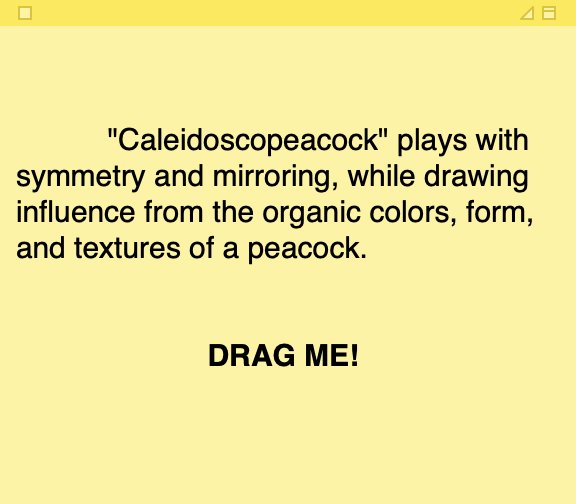 "Caleidoscopeacock" plays with
symmetry and mirroring, while drawing
influence from the organic colors, form,
and textures of a peacock.
DRAG ME!